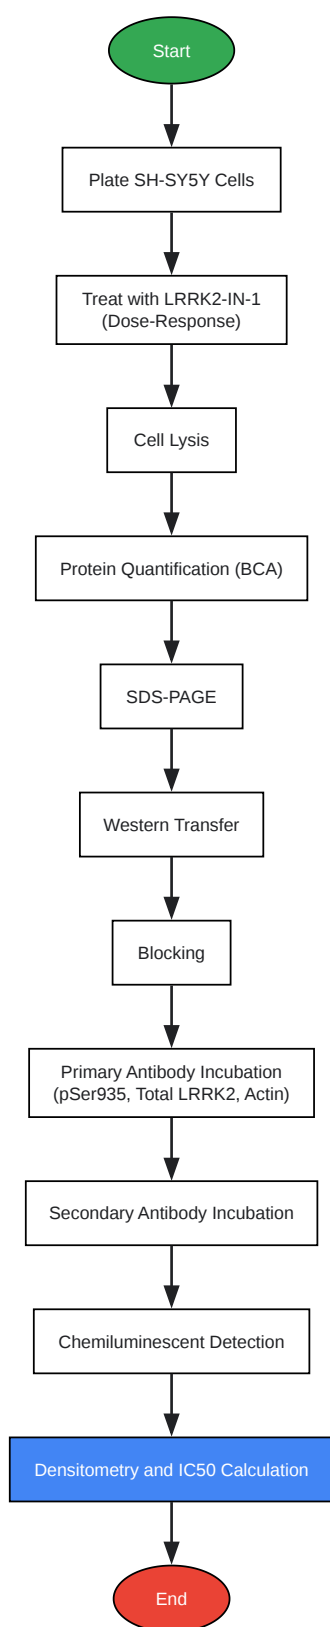 Start
Plate SH-SY5Y Cells
Treat with LRRK2-IN-1
(Dose-Response)
Cell Lysis
Protein Quantification (BCA)
SDS-PAGE
Western Transfer
Blocking
Primary Antibody Incubation
(pSer935, Total LRRK2, Actin)
Secondary Antibody Incubation
Chemiluminescent Detection
Densitometry and IC50 Calculation
End